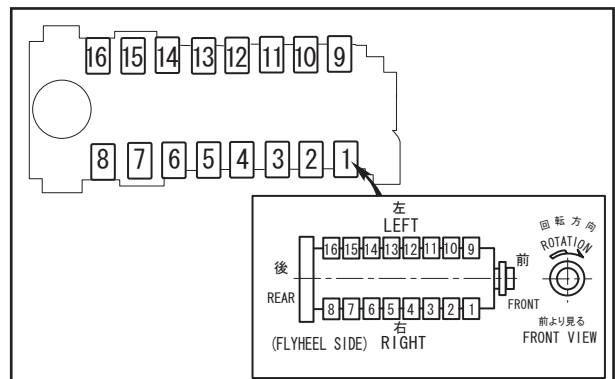 16 15 14 13 12 11 10 9
8 7 6 5 4 3 2 1
左
LEFT
16 15 14 13 12 11 10 9
後
REAR
前
FRONT
8 7 6 5 4 3 2 1
右
(FLYHEEL SIDE) RIGHT
回転方向
ROTATION
前より見る
FRONT VIEW